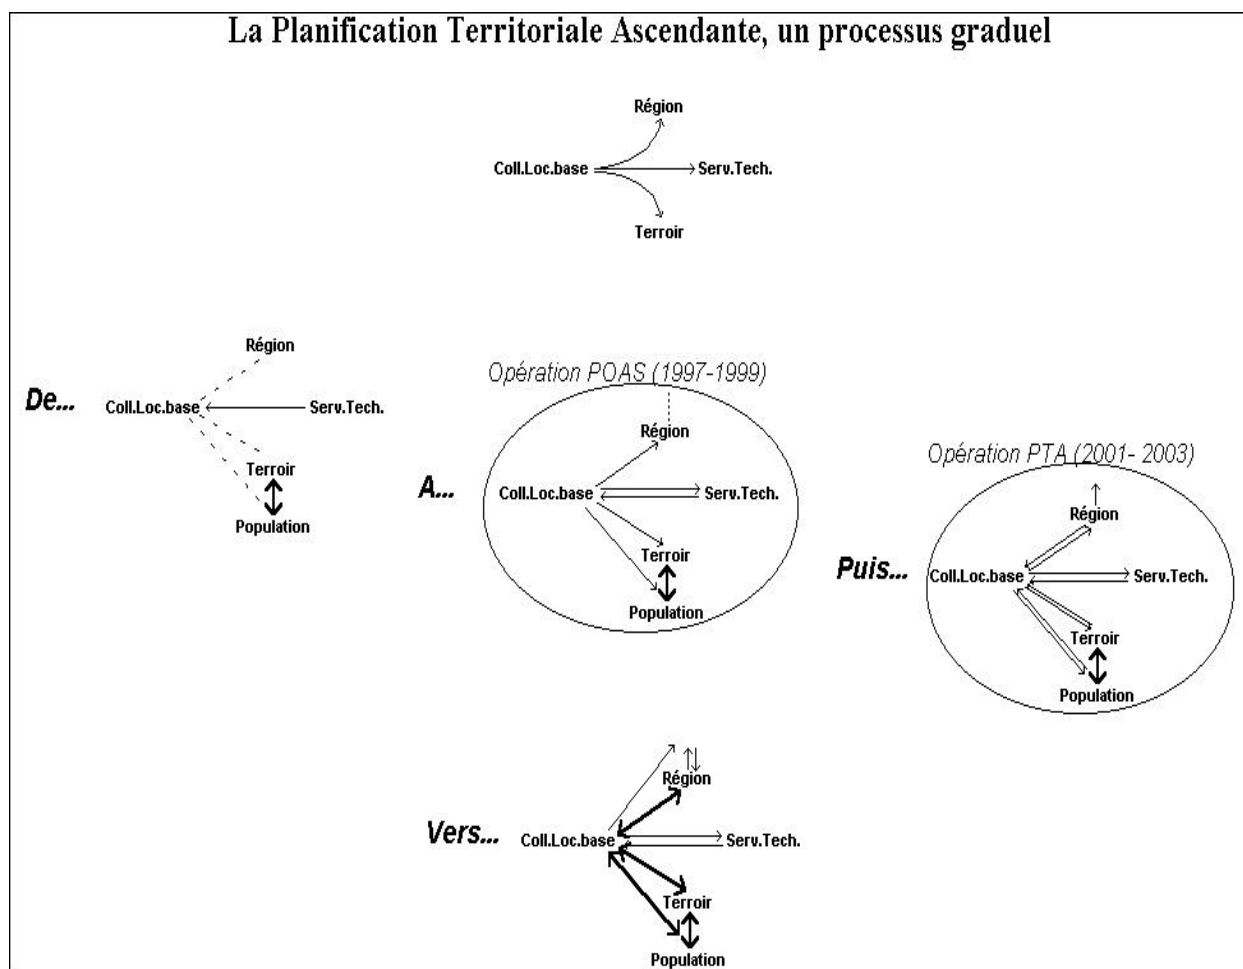 La Planification Territoriale Ascendante, un processus graduel
Région
Coll.Loc.base
Serv.Tech.
Terroir
De...
Région
Coll.Loc.base
Serv.Tech.
Terroir
Population
A...
Opération POAS (1997-1999)
Région
Coll.Loc.base
Serv.Tech.
Terroir
Population
Puis...
Opération PTA (2001- 2003)
Région
Coll.Loc.base
Serv.Tech.
Terroir
Population
Vers...
Région
Coll.Loc.base
Serv.Tech.
Terroir
Population